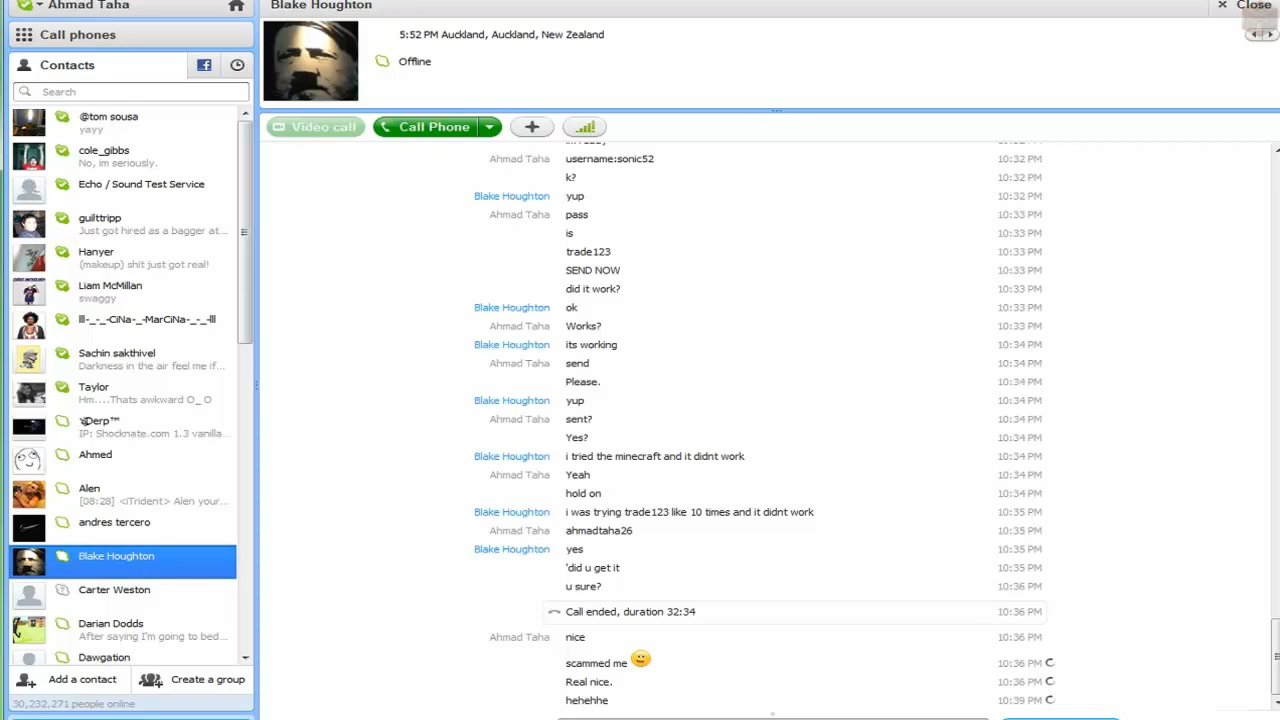 Ahmad Taha
Call phones
Contacts
Search
@tom sousa
yayy
cole_gibbs
No, im seriously.
Echo / Sound Test Service
guilttripp
Just got hired as a bagger at...
Hanyer
(makeup) shit just got real!
Liam McMillan
swaggy
lll-_-_-CiNa-_-MarCiNa-_-_-lll
Sachin sakthivel
Darkness in the air feel me if...
Taylor
Hm....Thats awkward O_O
Derp™
IP: Shocknate.com 1.3 vanilla...
Ahmed
Alen
[08:28] <iTrident> Alen your...
andres tercero
Blake Houghton
Carter Weston
Darian Dodds
After saying I'm going to bed...
Dawgation
Add a contact
Create a group
30,232,271 people online
Blake Houghton
Close
5:52 PM Auckland, Auckland, New Zealand
Offline
Video call
Call Phone
10:32 PM
Ahmad Taha username:sonic52 10:32 PM
k? 10:32 PM
Blake Houghton yup 10:32 PM
Ahmad Taha pass 10:33 PM
is 10:33 PM
trade123 10:33 PM
SEND NOW 10:33 PM
did it work? 10:33 PM
Blake Houghton ok 10:33 PM
Ahmad Taha Works? 10:33 PM
Blake Houghton its working 10:34 PM
Ahmad Taha send 10:34 PM
Please. 10:34 PM
Blake Houghton yup 10:34 PM
Ahmad Taha sent? 10:34 PM
Yes? 10:34 PM
Blake Houghton i tried the minecraft and it didnt work 10:34 PM
Ahmad Taha Yeah 10:34 PM
hold on 10:34 PM
Blake Houghton i was trying trade123 like 10 times and it didnt work 10:35 PM
Ahmad Taha ahmadtaha26 10:35 PM
Blake Houghton yes 10:35 PM
'did u get it 10:35 PM
u sure? 10:36 PM
Call ended, duration 32:34 10:36 PM
Ahmad Taha nice 10:36 PM
scammed me 10:36 PM
Real nice. 10:36 PM
hehehhe 10:39 PM